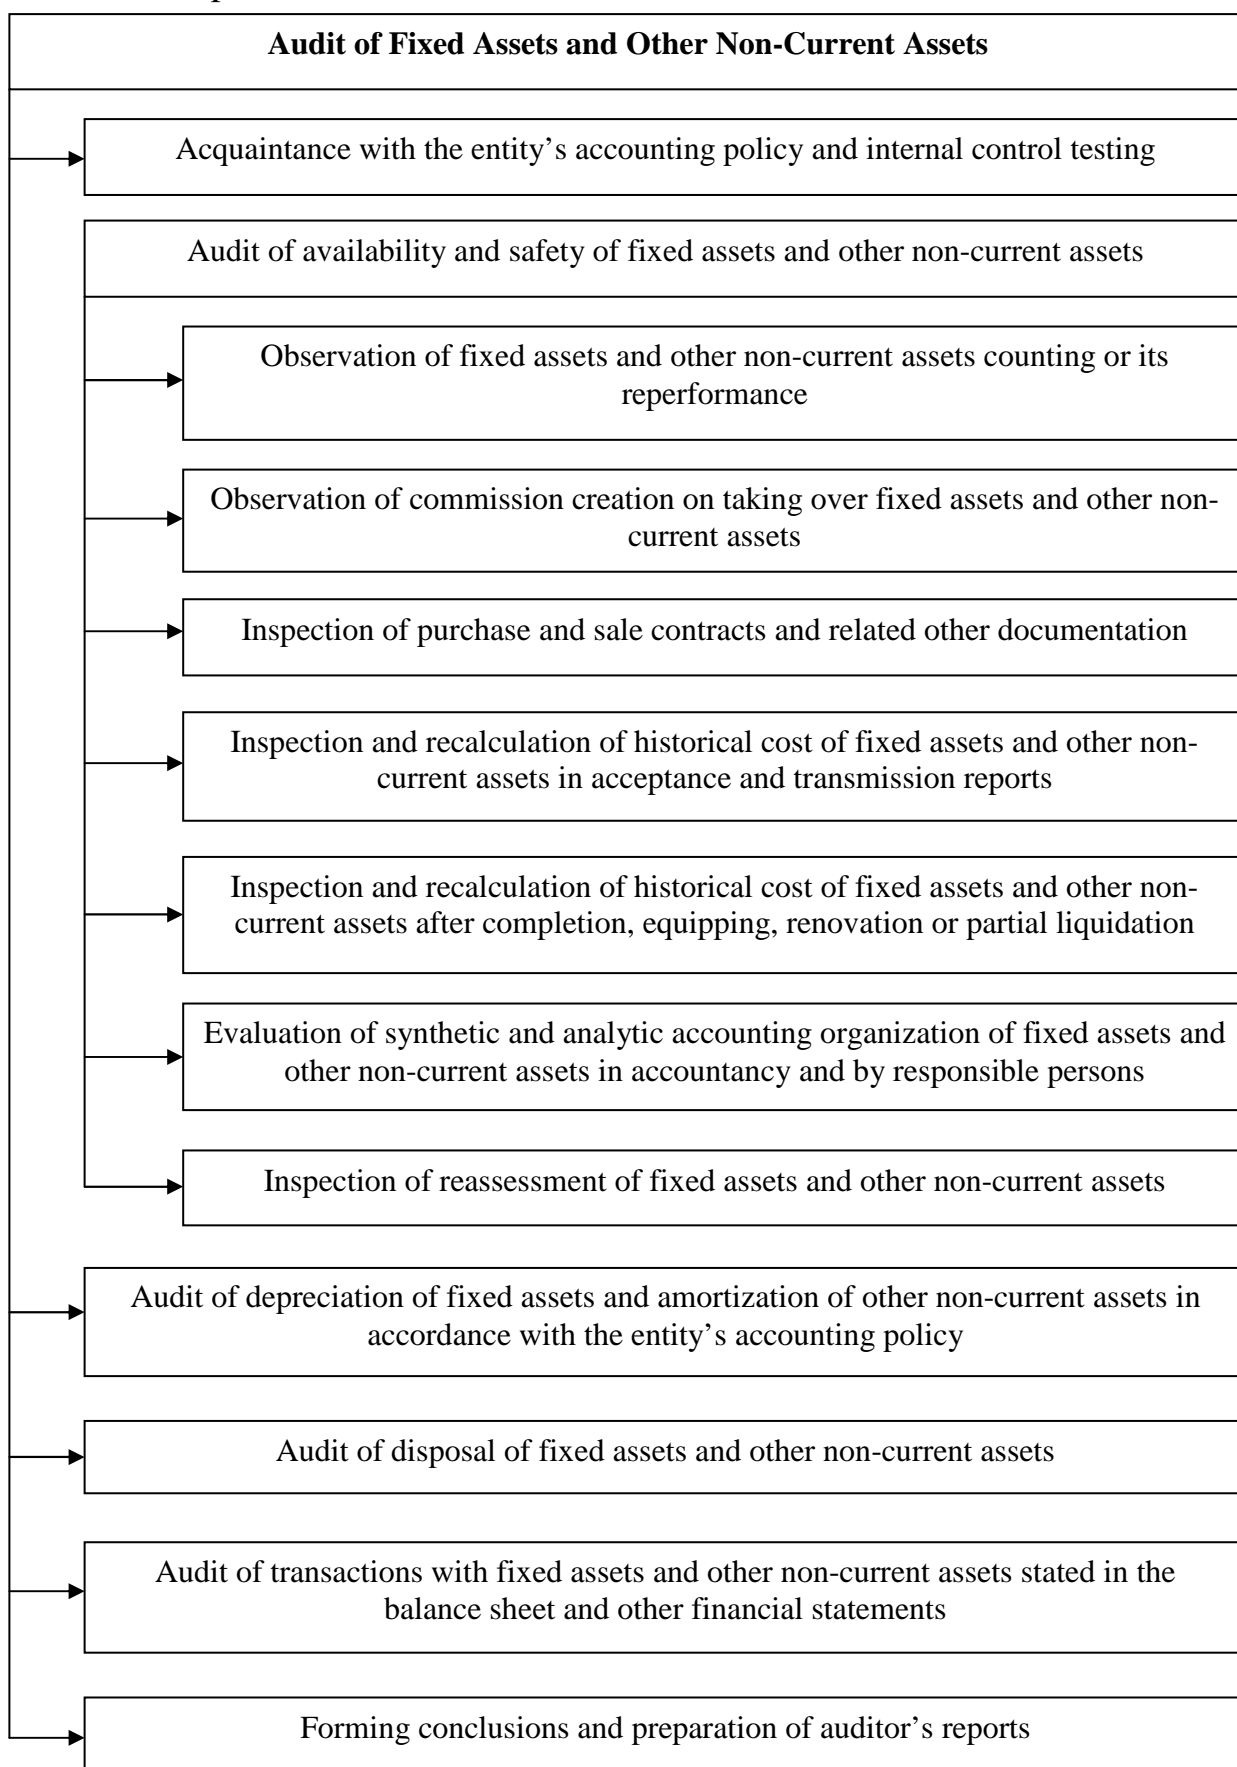 Audit of Fixed Assets and Other Non-Current Assets
Acquaintance with the entity’s accounting policy and internal control testing
Audit of availability and safety of fixed assets and other non-current assets
Observation of fixed assets and other non-current assets counting or its
reperformance
Observation of commission creation on taking over fixed assets and other non-
current assets
Inspection of purchase and sale contracts and related other documentation
Inspection and recalculation of historical cost of fixed assets and other non-
current assets in acceptance and transmission reports
Inspection and recalculation of historical cost of fixed assets and other non-
current assets after completion, equipping, renovation or partial liquidation
Evaluation of synthetic and analytic accounting organization of fixed assets and
other non-current assets in accountancy and by responsible persons
Inspection of reassessment of fixed assets and other non-current assets
Audit of depreciation of fixed assets and amortization of other non-current assets in
accordance with the entity’s accounting policy
Audit of disposal of fixed assets and other non-current assets
Audit of transactions with fixed assets and other non-current assets stated in the
balance sheet and other financial statements
Forming conclusions and preparation of auditor’s reports